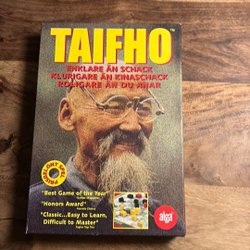 TAIFHO™
ENKLARE ÄN SCHACK
KLURIGARE ÄN KINASCHACK
ROLIGARE ÄN DU ANAR
"Best Game of the Year"
"Honors Award"
"Classic...Easy to Learn,
Difficult to Master"
alga